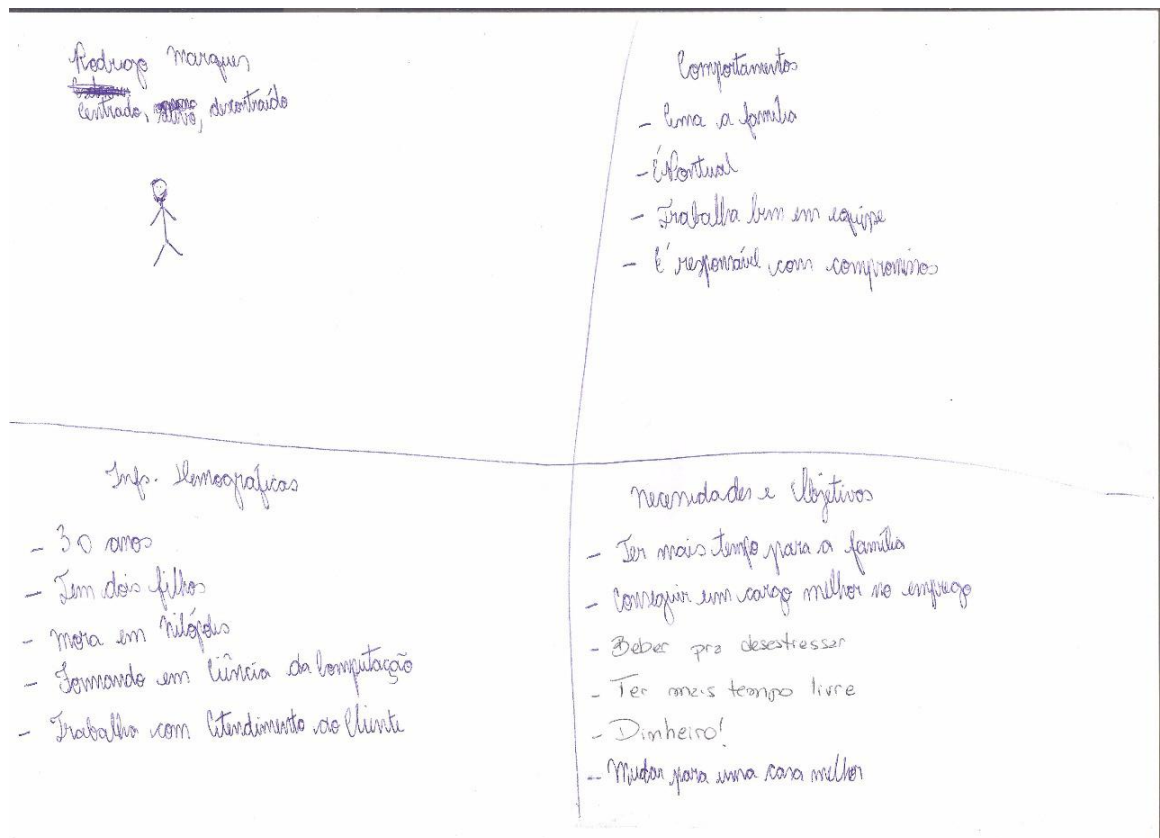 Rodrigo Marques
Centrado, descontraído
Comportamentos
- Ama a família
- É Pontual
- Trabalha bem em equipe
- É responsável com compromissos
Info. Demográficas
- 30 anos
- Tem dois filhos
- Mora em Nilópolis
- Formando em Ciência da Computação
- Trabalha com Atendimento ao Cliente
Necessidades e Objetivos
- Ter mais tempo para a família
- Conseguir um cargo melhor no emprego
- Beber pra desestressar
- Ter mais tempo livre
- Dinheiro!
- Mudar para uma casa melhor